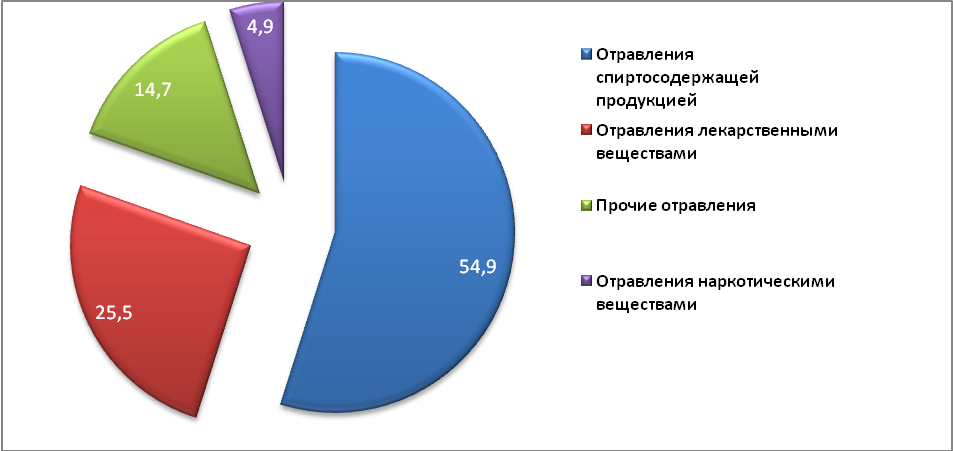 4,9
14,7
54,9
25,5
Отравления
спиртосодержащей
продукцией
Отравления лекарственными
веществами
Прочие отравления
Отравления наркотическими
веществами